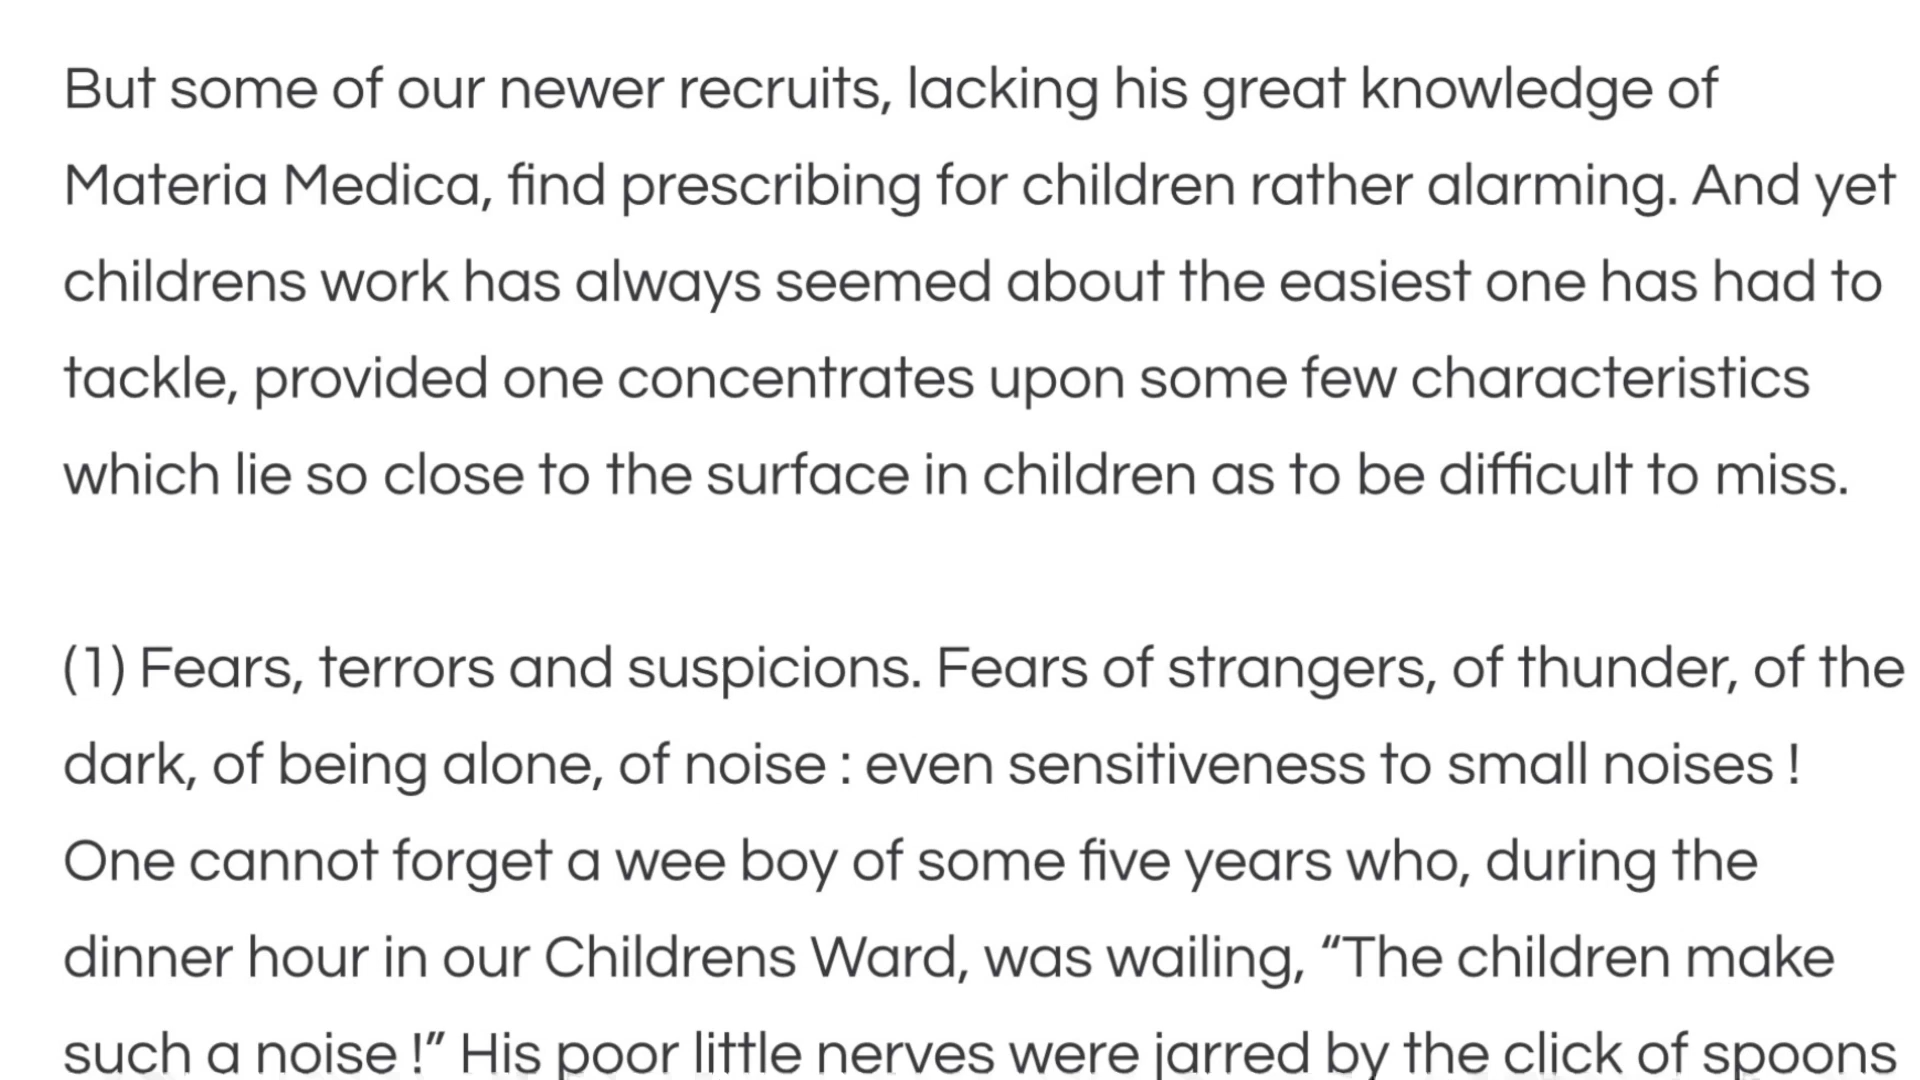 But some of our newer recruits, lacking his great knowledge of
Materia Medica, find prescribing for children rather alarming. And yet
childrens work has always seemed about the easiest one has had to
tackle, provided one concentrates upon some few characteristics
which lie so close to the surface in children as to be difficult to miss.
(1) Fears, terrors and suspicions. Fears of strangers, of thunder, of the
dark, of being alone, of noise : even sensitiveness to small noises !
One cannot forget a wee boy of some five years who, during the
dinner hour in our Childrens Ward, was wailing, “The children make
such a noise !” His poor little nerves were jarred by the click of spoons